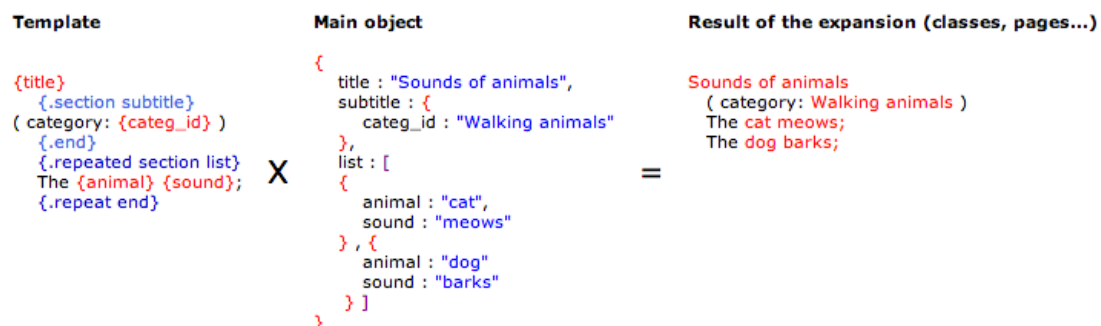 Template
{title}
{.section subtitle}
( category: {categ_id} )
{.end}
{.repeated section list}
The {animal} {sound};
{.repeat end}
X
Main object
{
title : "Sounds of animals",
subtitle : {
categ_id : "Walking animals"
},
list : [
{
animal : "cat",
sound : "meows"
} , {
animal : "dog"
sound : "barks"
} ]
}
=
Result of the expansion (classes, pages...)
Sounds of animals
( category: Walking animals )
The cat meows;
The dog barks;